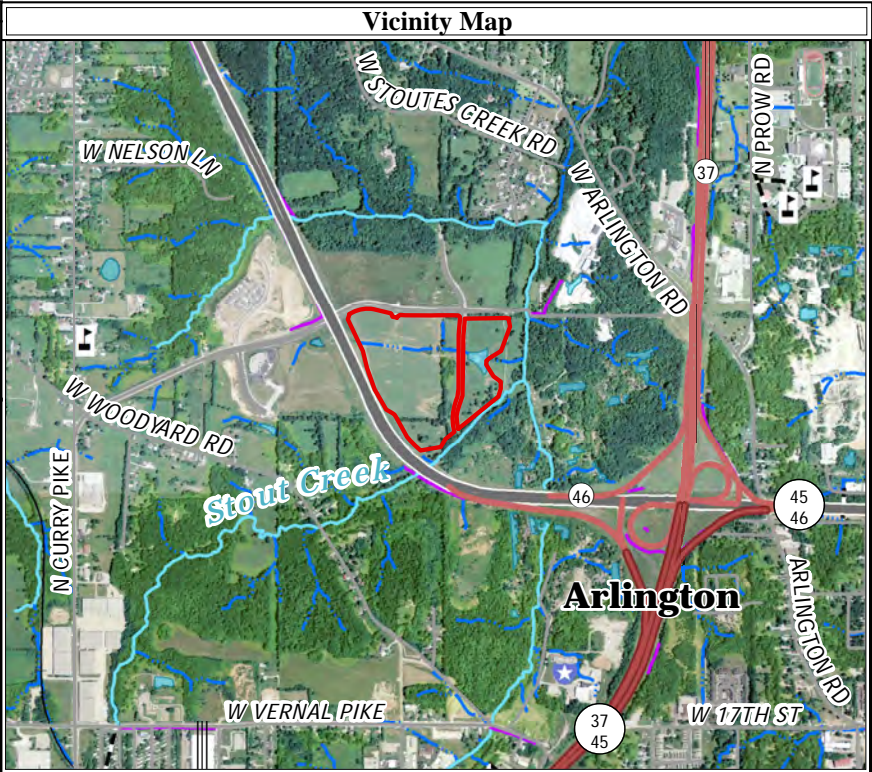 Vicinity Map
W STOUTES CREEK RD
N PROW RD
W NELSON LN
37
W ARLINGTON RD
W WOODYARD RD
Stout Creek
N CURRY PIKE
46
45
46
Arlington
ARLINGTON RD
W VERNAL PIKE
37
45
W 17TH ST